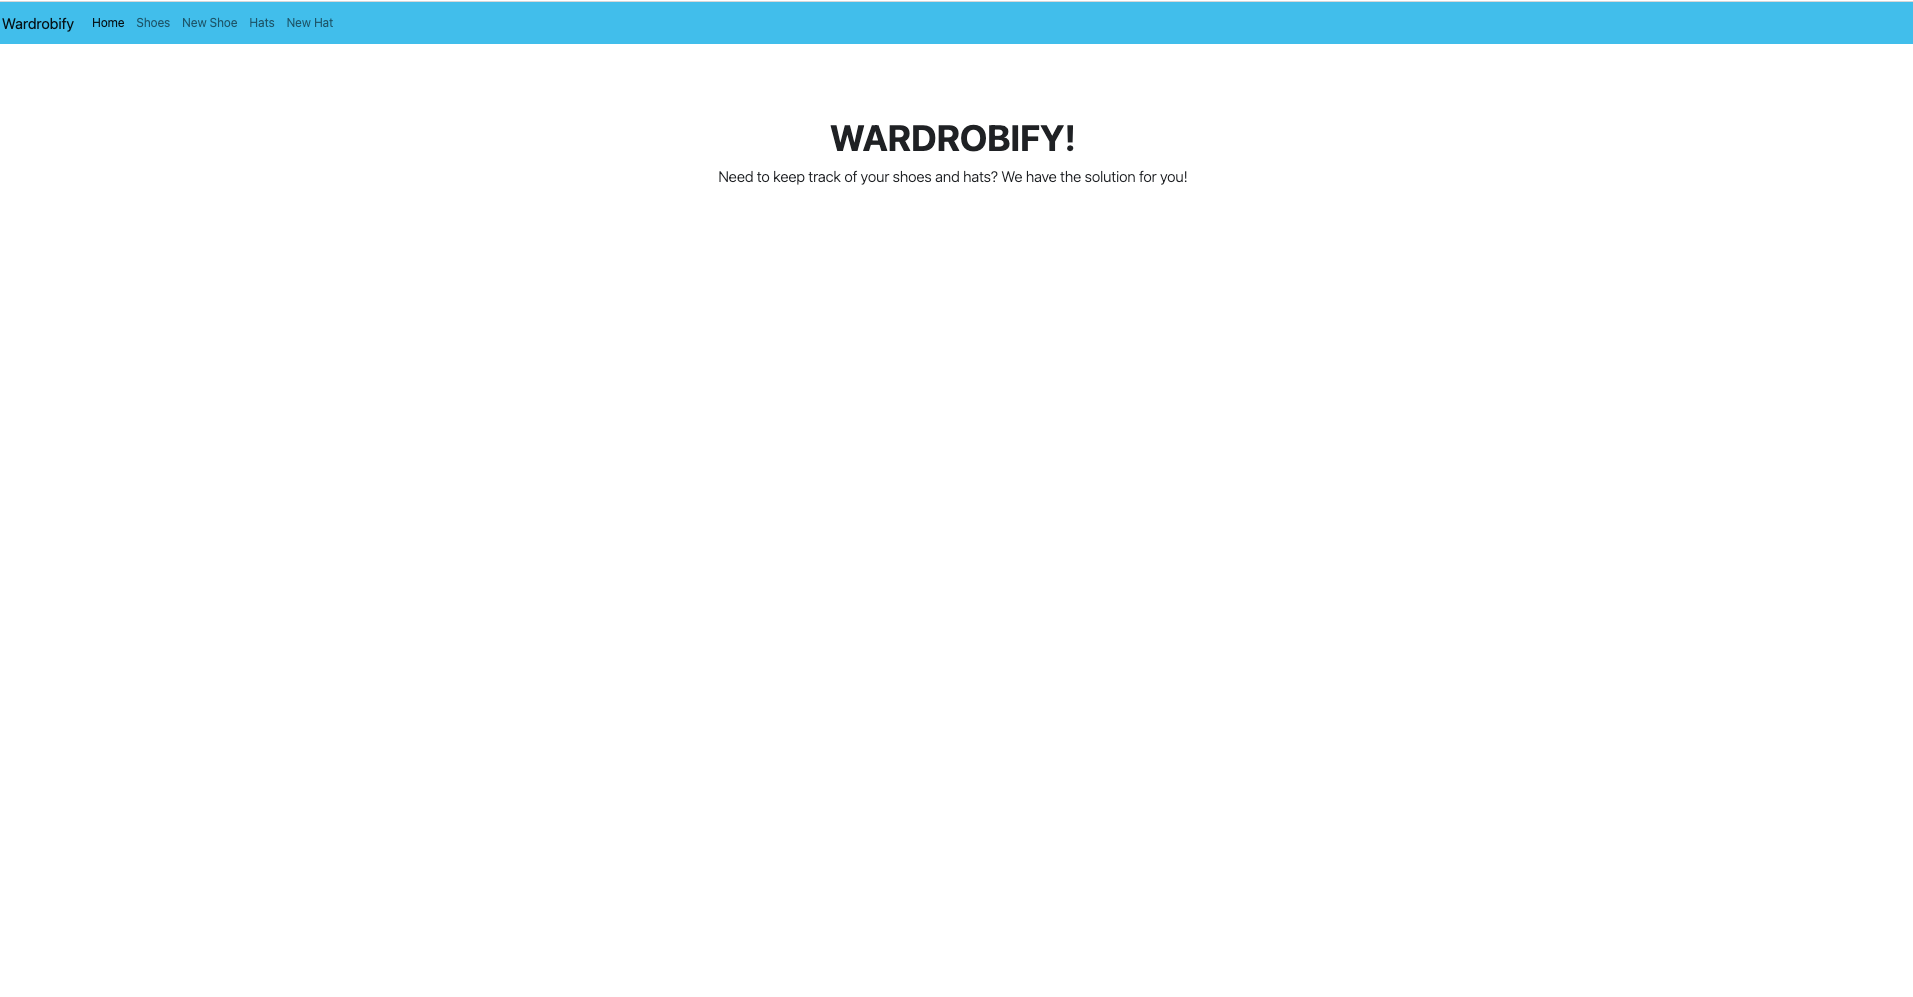 Wardrobify Home Shoes New Shoe Hats New Hat
WARDROBIFY!
Need to keep track of your shoes and hats? We have the solution for you!